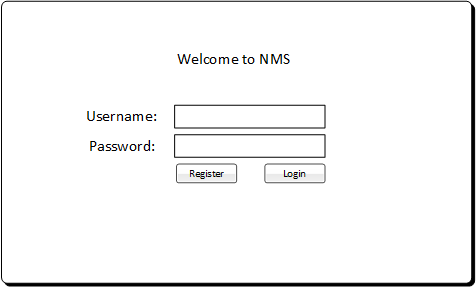 Welcome to NMS
Username:
Password:
Register Login